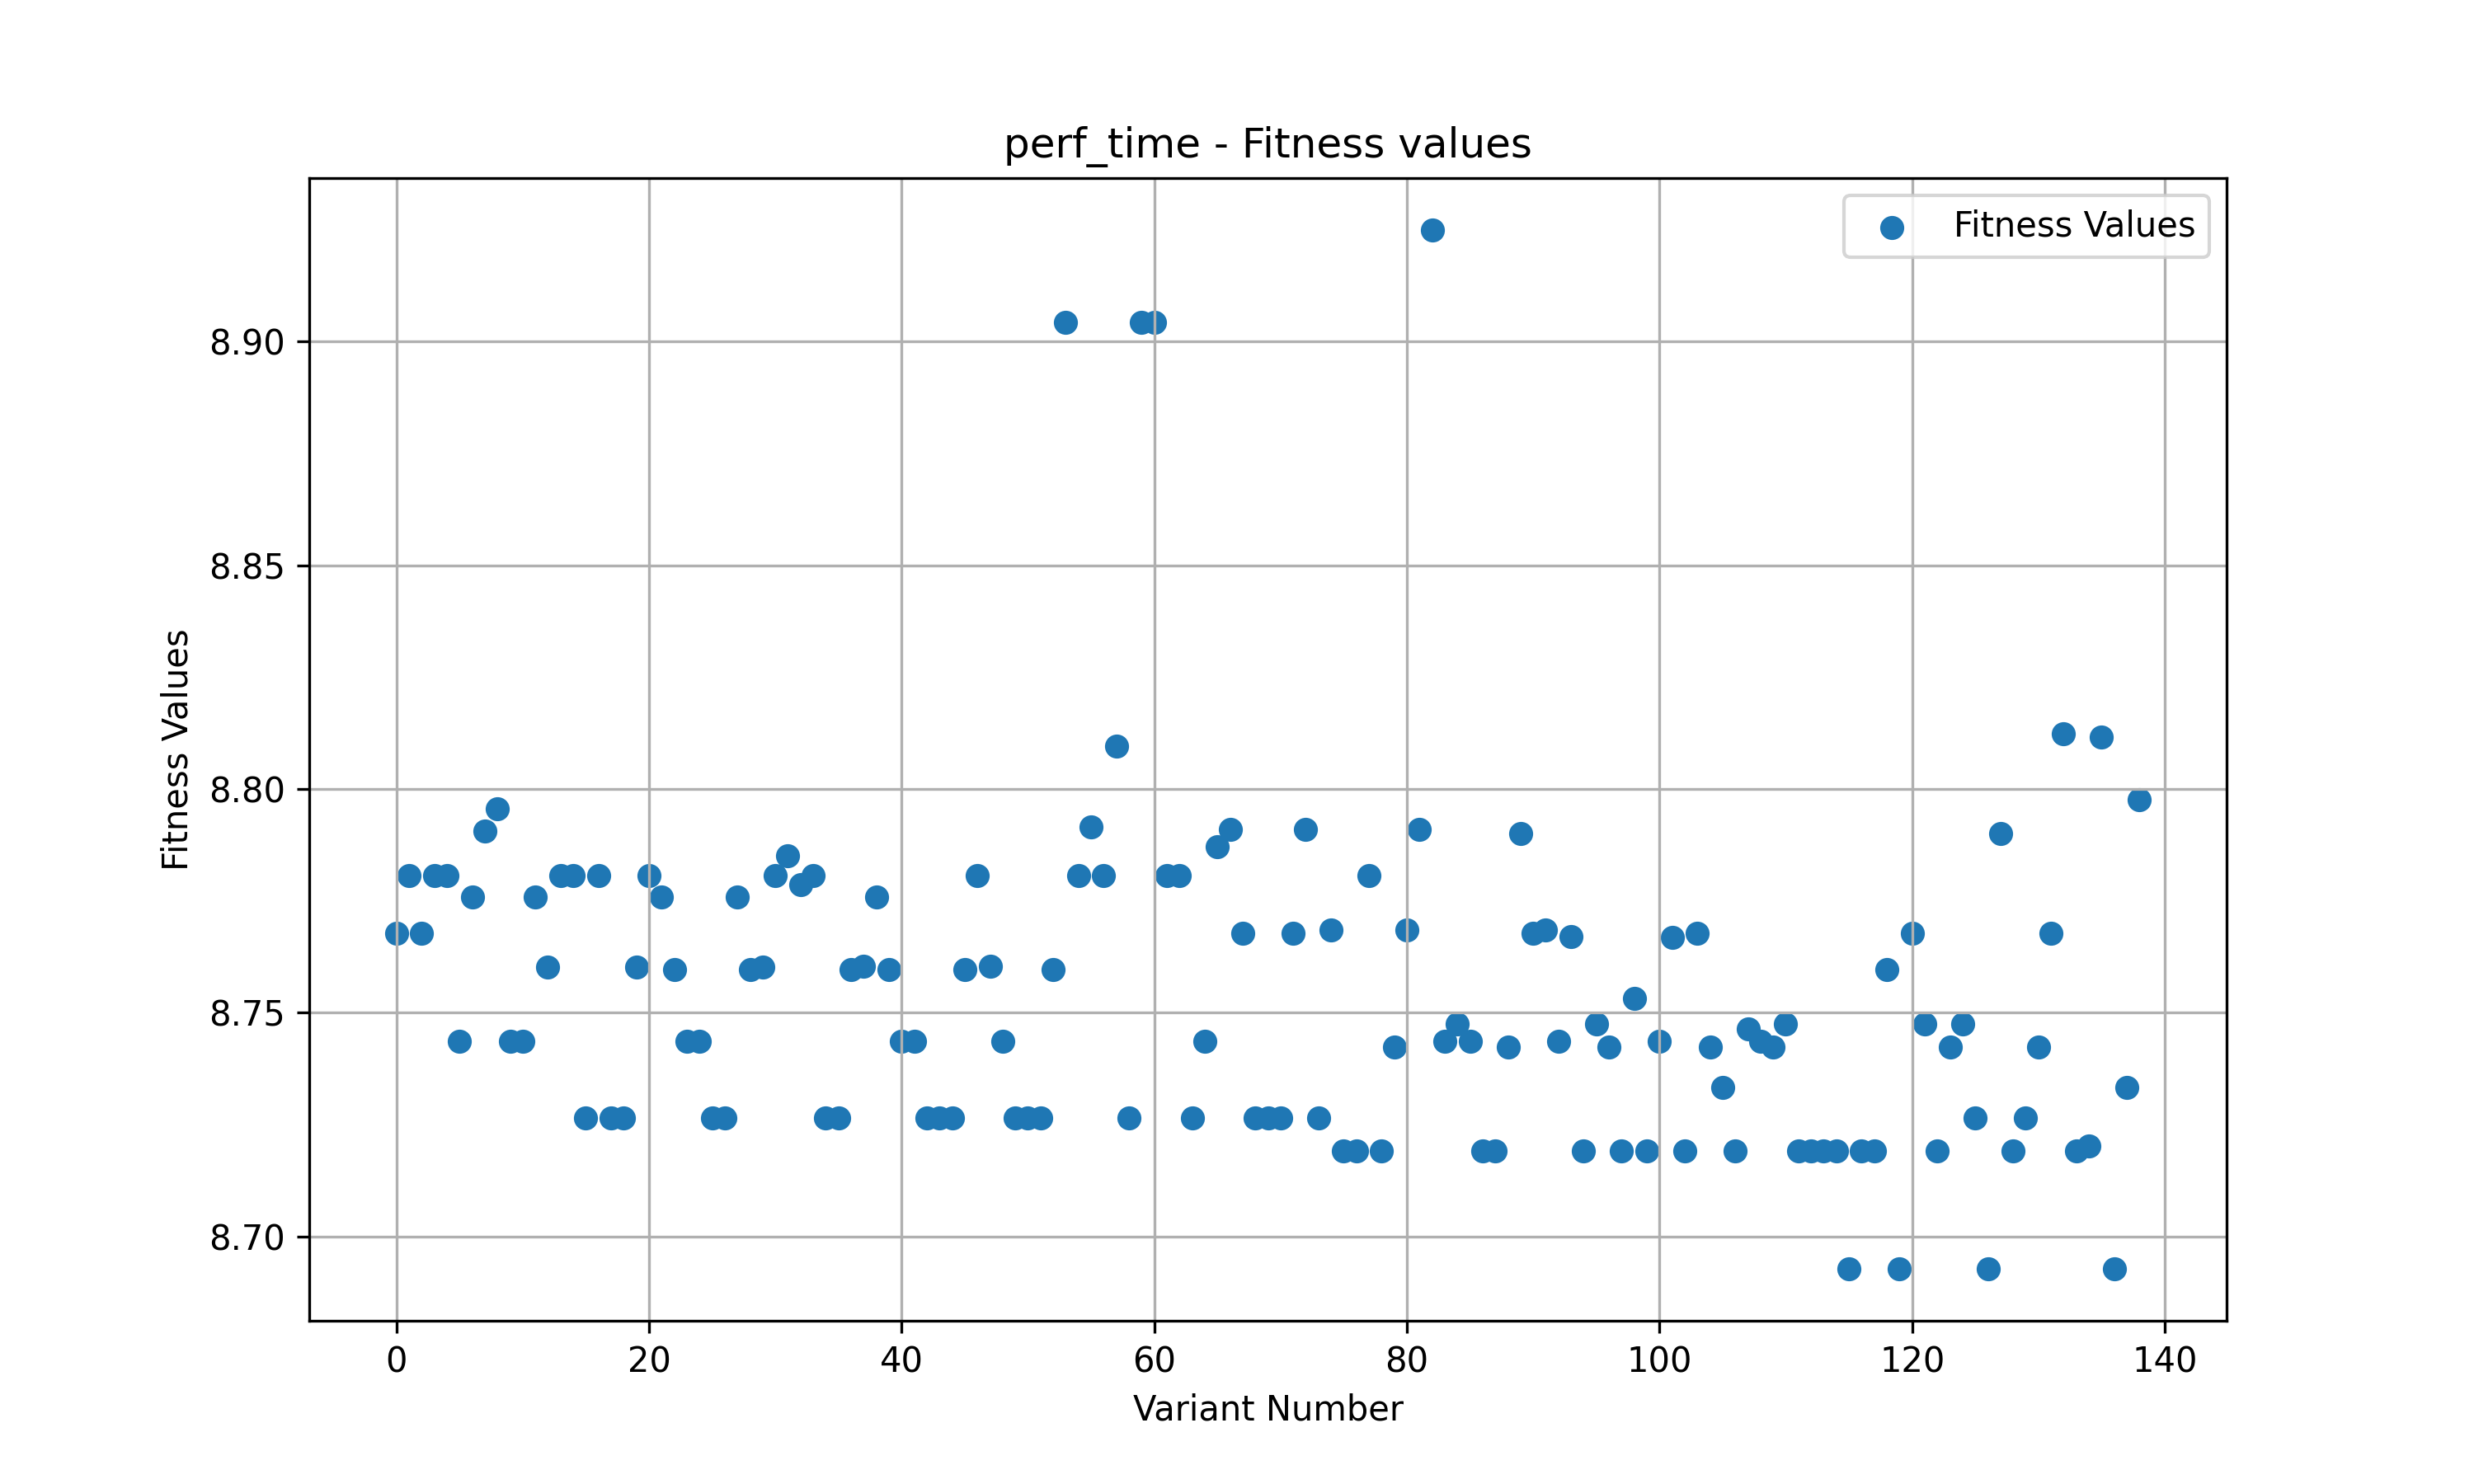 perf_time - Fitness values
Fitness Values
Fitness Values
8.90
8.85
8.80
8.75
8.70
0 20 40 60 80 100 120 140
Variant Number